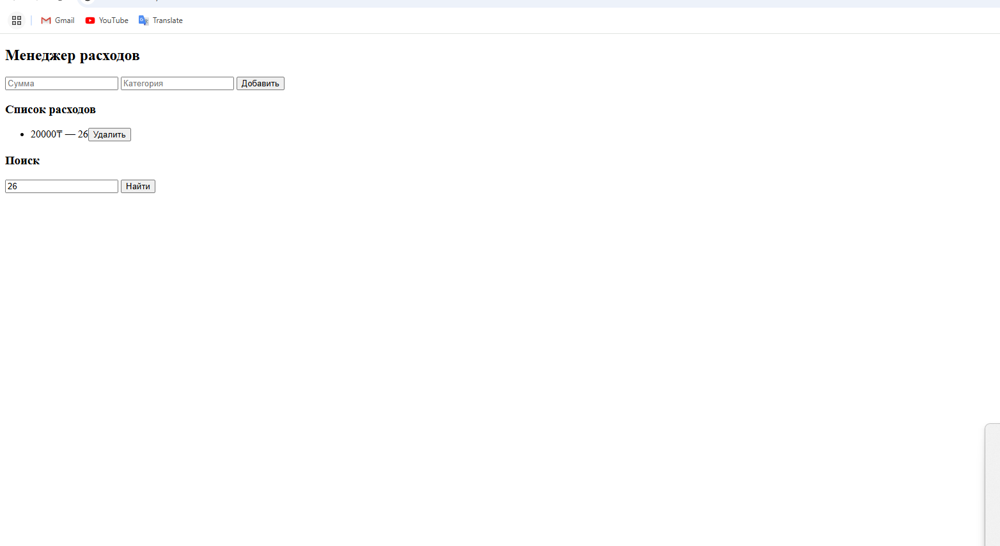 Gmail YouTube Translate
Менеджер расходов
Сумма Категория Добавить
Список расходов
20000₸ — 26 Удалить
Поиск
26 Найти